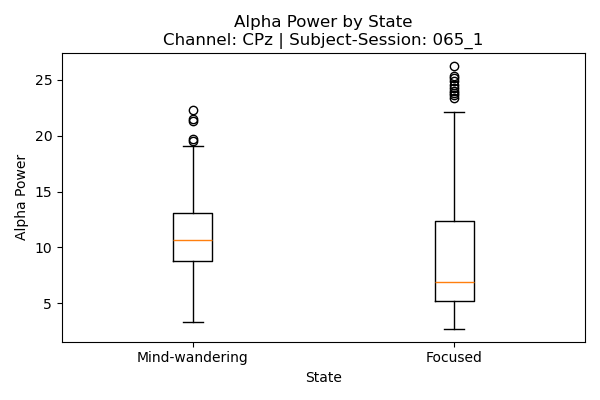 Alpha Power by State
Channel: CPz | Subject-Session: 065_1
Alpha Power
25
20
15
10
5
Mind-wandering
Focused
State